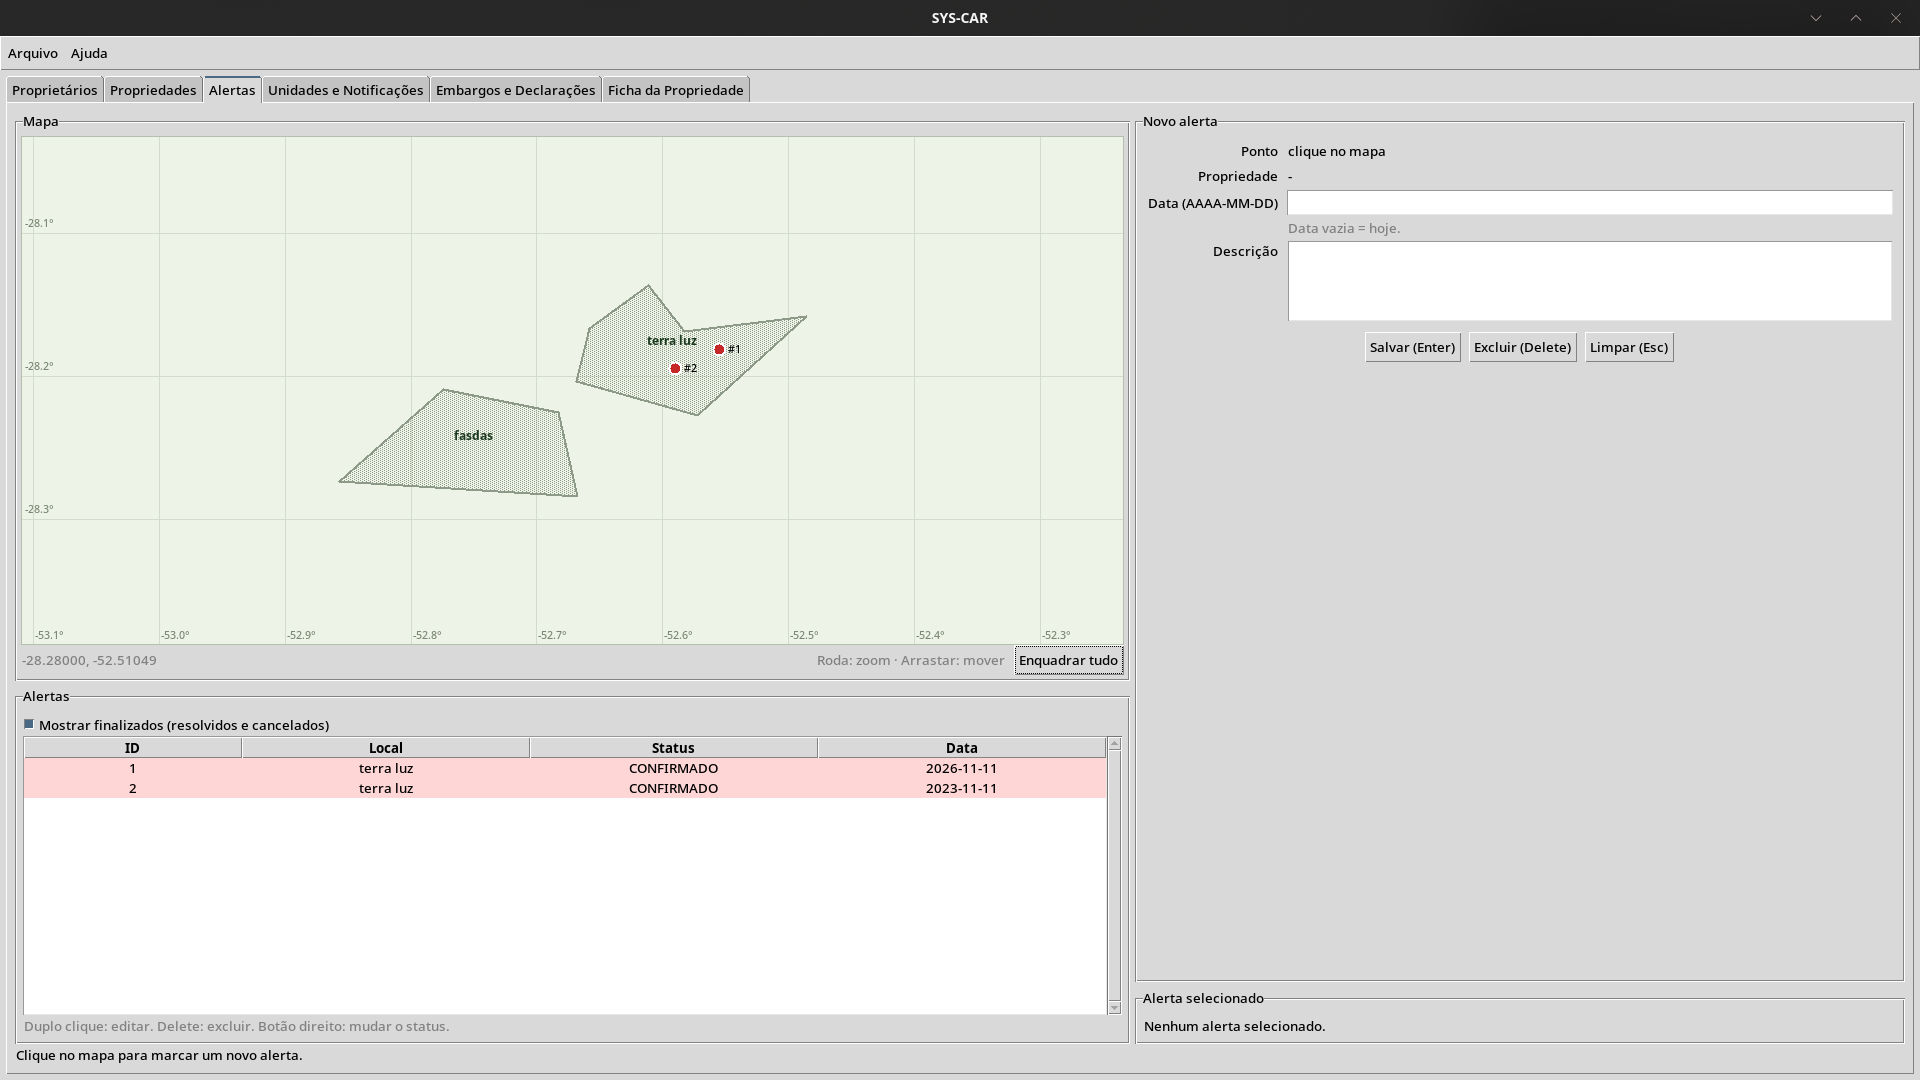 SYS-CAR
Arquivo Ajuda
Proprietários Propriedades Alertas Unidades e Notificações Embargos e Declarações Ficha da Propriedade
Mapa
-28.1°
-28.2°
-28.3°
terra luz
#1
#2
fasdas
-53.1° -53.0° -52.9° -52.8° -52.7° -52.6° -52.5° -52.4° -52.3°
-28.28000, -52.51049 Roda: zoom · Arrastar: mover Enquadrar tudo
Alertas
Mostrar finalizados (resolvidos e cancelados)
ID Local Status Data
1 terra luz CONFIRMADO 2026-11-11
2 terra luz CONFIRMADO 2023-11-11
Duplo clique: editar. Delete: excluir. Botão direito: mudar o status.
Clique no mapa para marcar um novo alerta.
Novo alerta
Ponto clique no mapa
Propriedade -
Data (AAAA-MM-DD)
Data vazia = hoje.
Descrição
Salvar (Enter) Excluir (Delete) Limpar (Esc)
Alerta selecionado
Nenhum alerta selecionado.